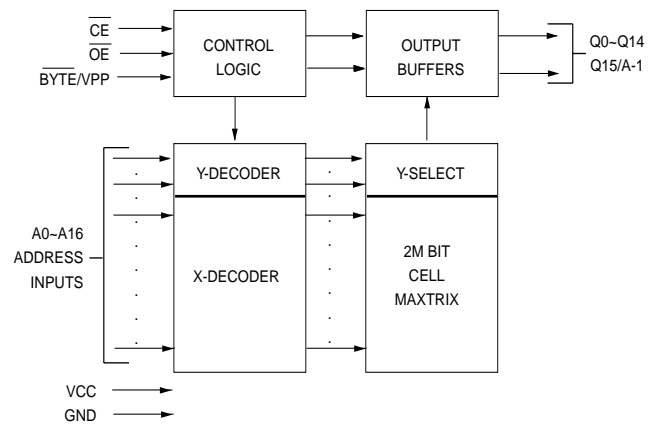 CE
OE
BYTE/VPP
CONTROL
LOGIC
OUTPUT
BUFFERS
Q0~Q14
Q15/A-1
A0~A16
ADDRESS
INPUTS
Y-DECODER
X-DECODER
Y-SELECT
2M BIT
CELL
MAXTRIX
VCC
GND